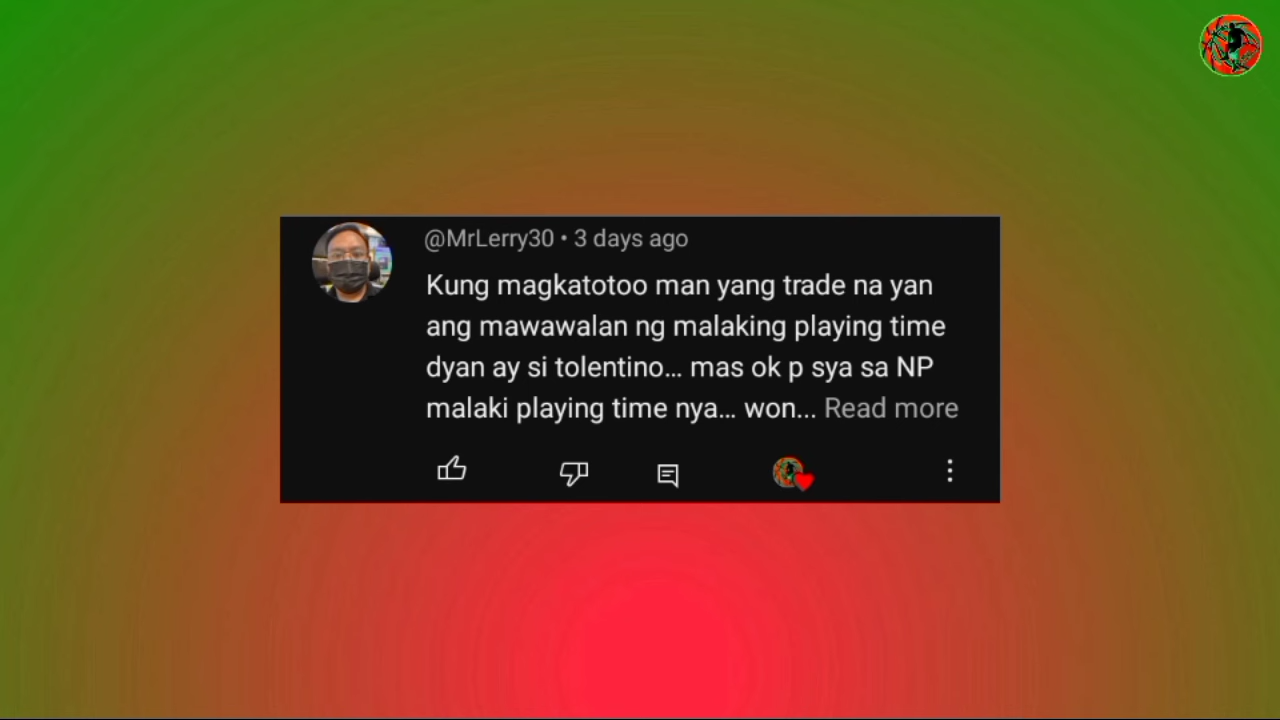 @MrLerry30 • 3 days ago
Kung magkatotoo man yang trade na yan
ang mawawalan ng malaking playing time
dyan ay si tolentino... mas ok p sya sa NP
malaki playing time nya... won... Read more